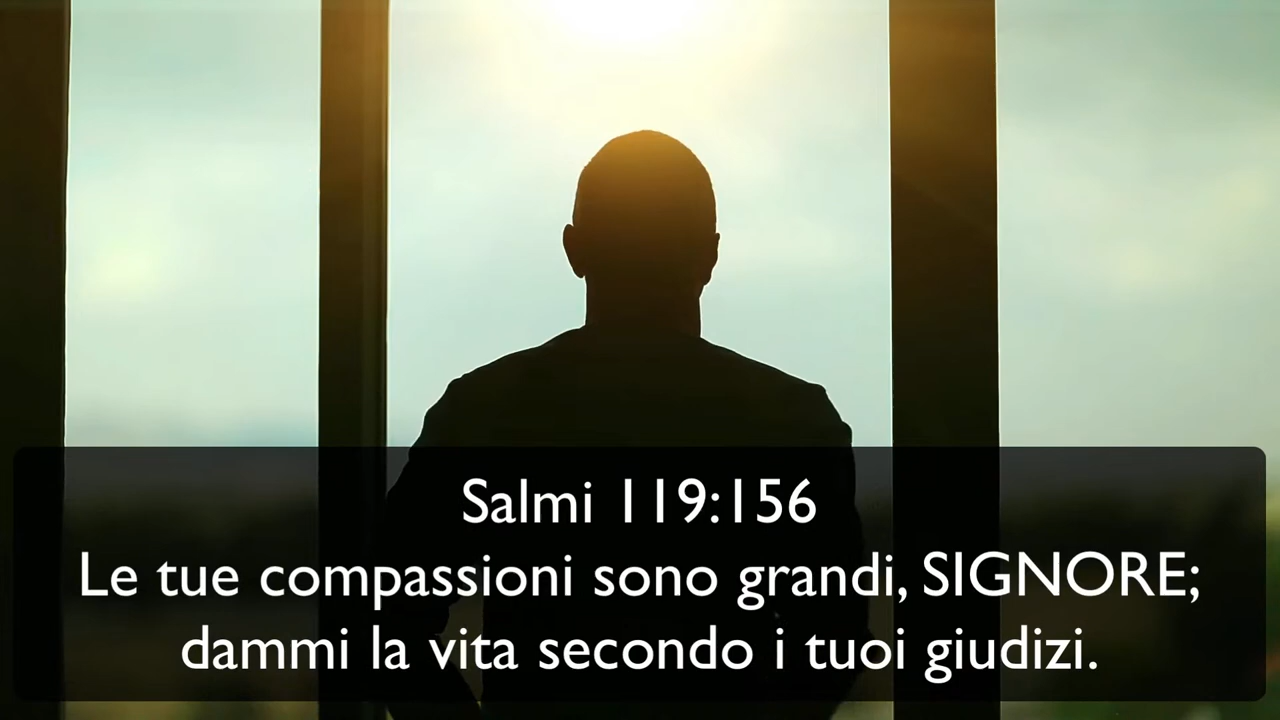 Salmi 119:156
Le tue compassioni sono grandi, SIGNORE;
dammi la vita secondo i tuoi giudizi.